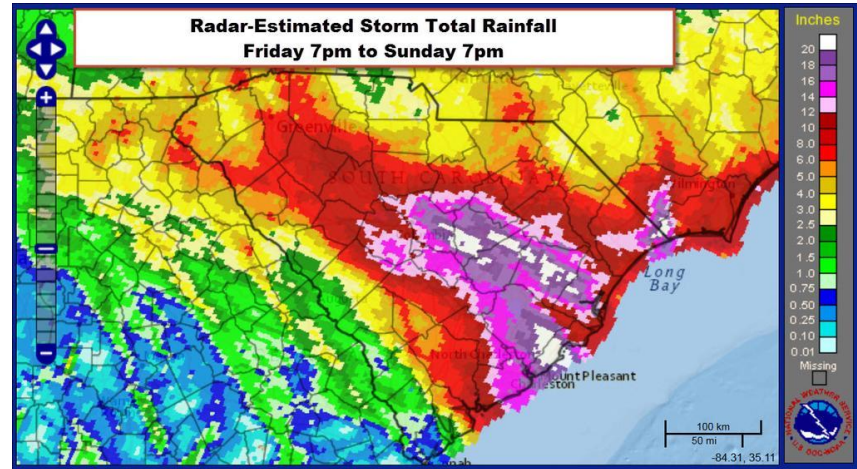 Radar-Estimated Storm Total Rainfall
Friday 7pm to Sunday 7pm
Inches
20
18
16
14
12
10
8.0
6.0
5.0
4.0
3.0
2.5
2.0
1.5
1.0
0.75
0.50
0.25
0.10
0.01
Missing
NATIONAL WEATHER SERVICE
Greenville
SOUTH CAROLINA
Wilmington
Long
Bay
North Charleston
Mount Pleasant
Charleston
100 km
50 mi
-84.31, 35.11